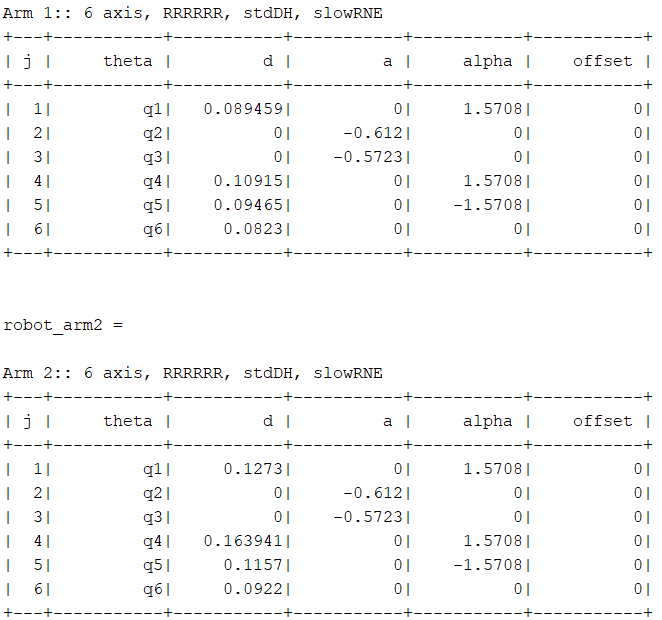 Arm 1:: 6 axis, RRRRRR, stdDH, slowRNE
+---+-----------+-----------+-----------+-----------+-----------+
| j |     theta |         d |         a |     alpha |    offset |
+---+-----------+-----------+-----------+-----------+-----------+
|  1|         q1|   0.089459|          0|     1.5708|          0|
|  2|         q2|          0|     -0.612|          0|          0|
|  3|         q3|          0|    -0.5723|          0|          0|
|  4|         q4|    0.10915|          0|     1.5708|          0|
|  5|         q5|    0.09465|          0|    -1.5708|          0|
|  6|         q6|     0.0823|          0|          0|          0|
+---+-----------+-----------+-----------+-----------+-----------+
robot_arm2 =
Arm 2:: 6 axis, RRRRRR, stdDH, slowRNE
+---+-----------+-----------+-----------+-----------+-----------+
| j |     theta |         d |         a |     alpha |    offset |
+---+-----------+-----------+-----------+-----------+-----------+
|  1|         q1|     0.1273|          0|     1.5708|          0|
|  2|         q2|          0|     -0.612|          0|          0|
|  3|         q3|          0|    -0.5723|          0|          0|
|  4|         q4|   0.163941|          0|     1.5708|          0|
|  5|         q5|     0.1157|          0|    -1.5708|          0|
|  6|         q6|     0.0922|          0|          0|          0|
+---+-----------+-----------+-----------+-----------+-----------+